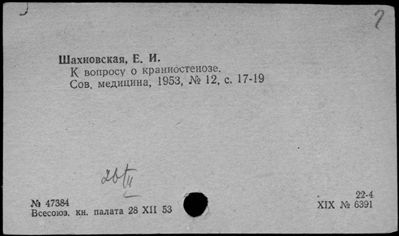 Шахновская, Е. И.
К вопросу о краниостенозе.
Сов. медицина, 1953, № 12, с. 17-19
№ 47384
Всесоюз. кн. палата 28 XII 53
22-4
XIX № 6391